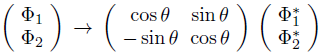 ( Φ₁ Φ₂ ) → ( cos θ sin θ − sin θ cos θ ) ( Φ₁* Φ₂* )